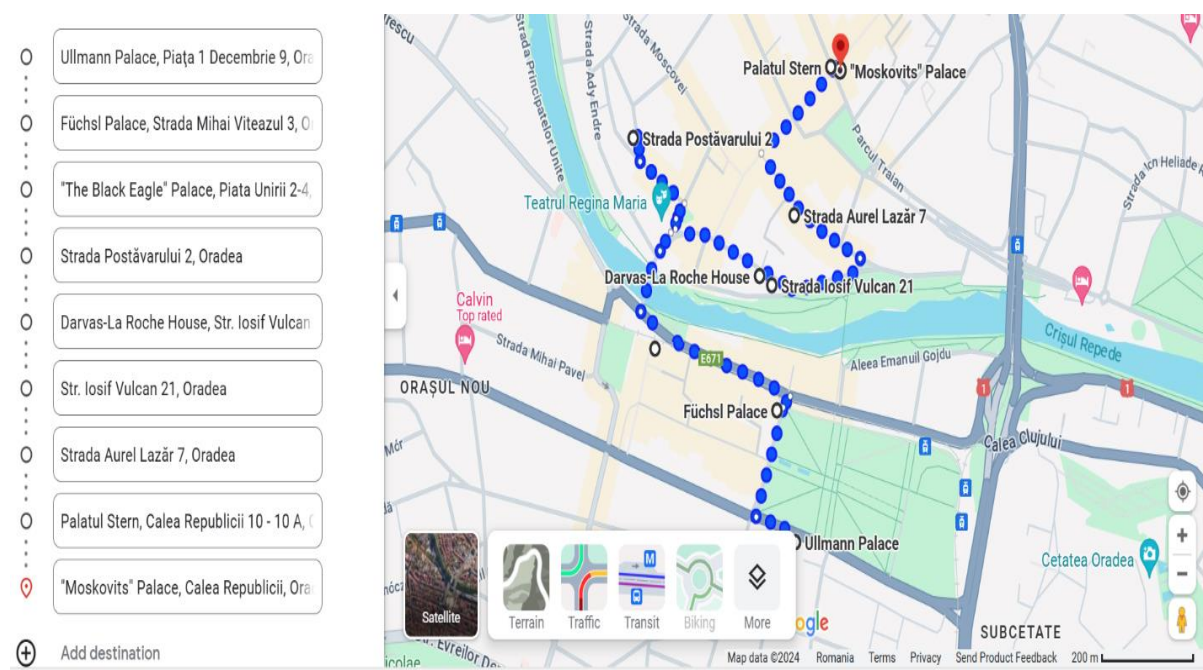 Ullmann Palace, Piața 1 Decembrie 9, Ora
Füchsl Palace, Strada Mihai Viteazul 3, O
"The Black Eagle" Palace, Piata Unirii 2-4,
Strada Postăvarului 2, Oradea
Darvas-La Roche House, Str. Iosif Vulcan
Str. Iosif Vulcan 21, Oradea
Strada Aurel Lazăr 7, Oradea
Palatul Stern, Calea Republicii 10 - 10 A, O
"Moskovits" Palace, Calea Republicii, Ora
Add destination
Strada Principatelor Unite
Strada Ady Endre
Strada Moscovei
Palatul Stern
"Moskovits" Palace
Strada Postăvarului 2
Parcul Traian
Teatrul Regina Maria
Strada Aurel Lazăr 7
Darvas-La Roche House
Strada Iosif Vulcan 21
Calvin
Top rated
Strada Mihai Pavel
E671
Aleea Emanuil Gojdu
Crișul Repede
ORAȘUL NOU
Füchsl Palace
1
1
Calea Clujului
Ullmann Palace
Cetatea Oradea
Satellite
Terrain
Traffic
M
Transit
Biking
More
ogle
SUBCETATE
icolae
Map data ©2024
Romania
Terms
Privacy
Send Product Feedback
200 m